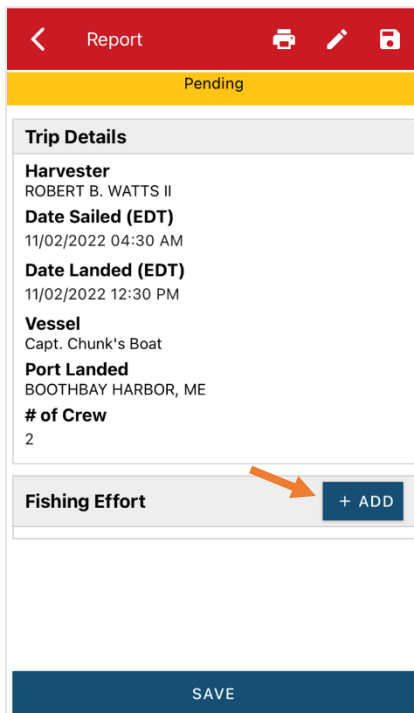 Report
Pending
Trip Details
Harvester
ROBERT B. WATTS II
Date Sailed (EDT)
11/02/2022 04:30 AM
Date Landed (EDT)
11/02/2022 12:30 PM
Vessel
Capt. Chunk's Boat
Port Landed
BOOTHBAY HARBOR, ME
# of Crew
2
Fishing Effort + ADD
SAVE